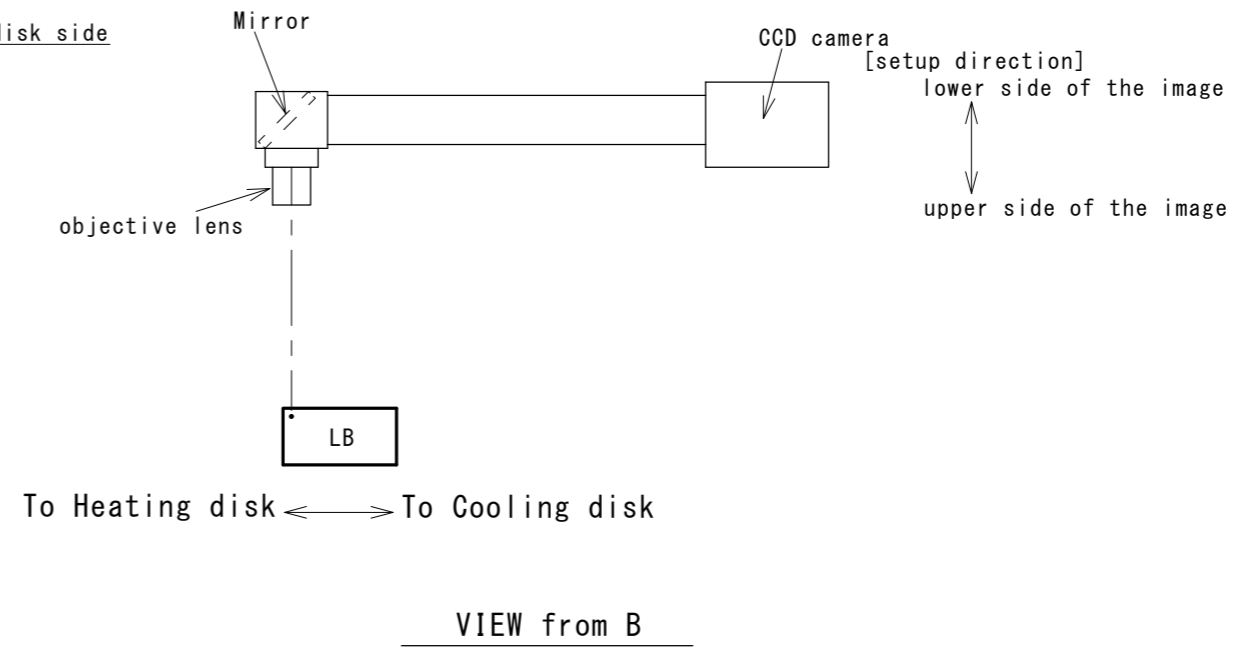 disk side
Mirror
CCD camera
[setup direction]
lower side of the image
upper side of the image
objective lens
LB
To Heating disk
To Cooling disk
VIEW from B